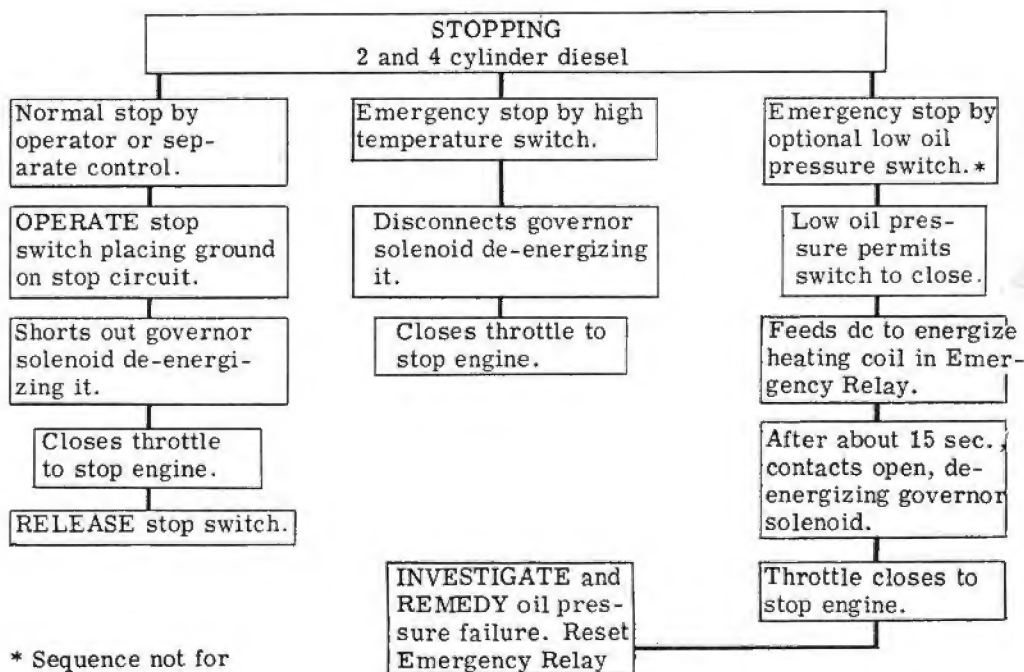 STOPPING
2 and 4 cylinder diesel
Normal stop by
operator or sep-
arate control.
OPERATE stop
switch placing ground
on stop circuit.
Shorts out governor
solenoid de-energi-
zing it.
Closes throttle
to stop engine.
RELEASE stop switch.
Emergency stop by high
temperature switch.
Disconnects governor
solenoid de-energizing
it.
Closes throttle to
stop engine.
Emergency stop by
optional low oil
pressure switch.*
Low oil pres-
sure permits
switch to close.
Feeds dc to energize
heating coil in Emer-
gency Relay.
After about 15 sec.,
contacts open, de-
energizing governor
solenoid.
Throttle closes to
stop engine.
INVESTIGATE and
REMEDY oil pres-
sure failure. Reset
Emergency Relay
* Sequence not for